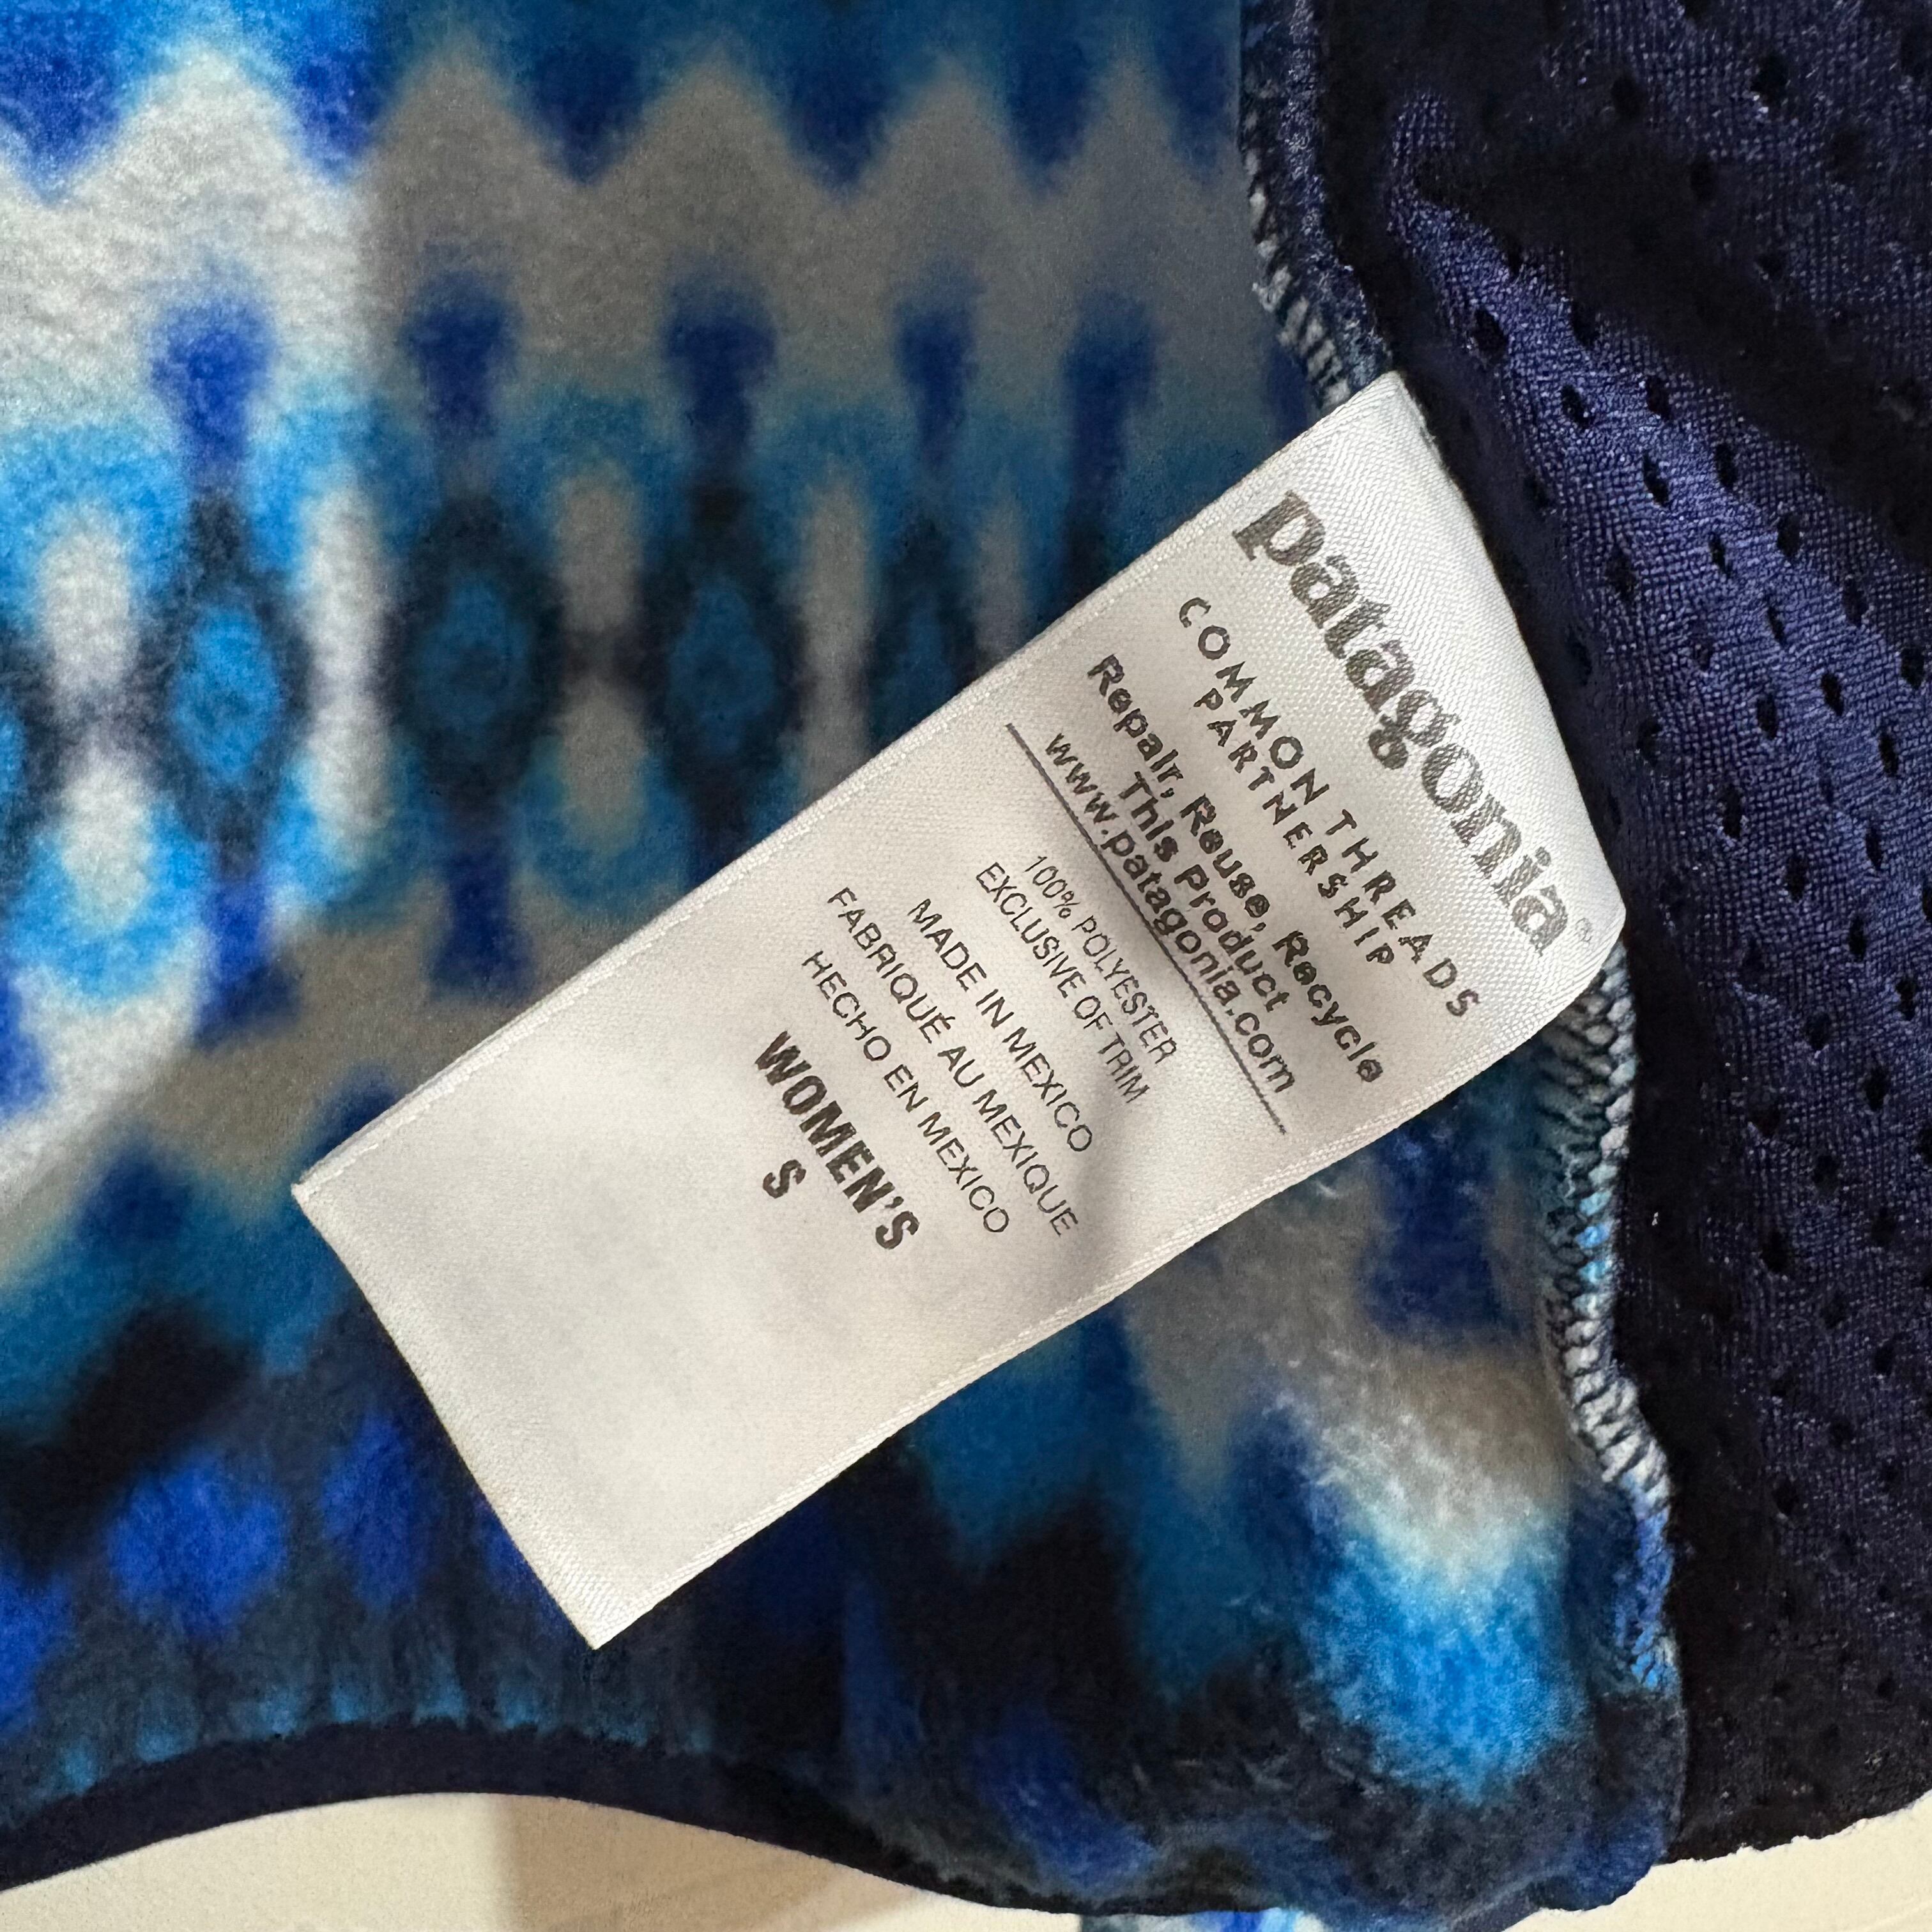 patagonia®
COMMON THREADS
PARTNERSHIP
Repair, Reuse, Recycle
This Product
www.patagonia.com
100% POLYESTER
EXCLUSIVE OF TRIM
MADE IN MEXICO
FABRIQUÉ AU MEXIQUE
HECHO EN MEXICO
WOMEN'S
S